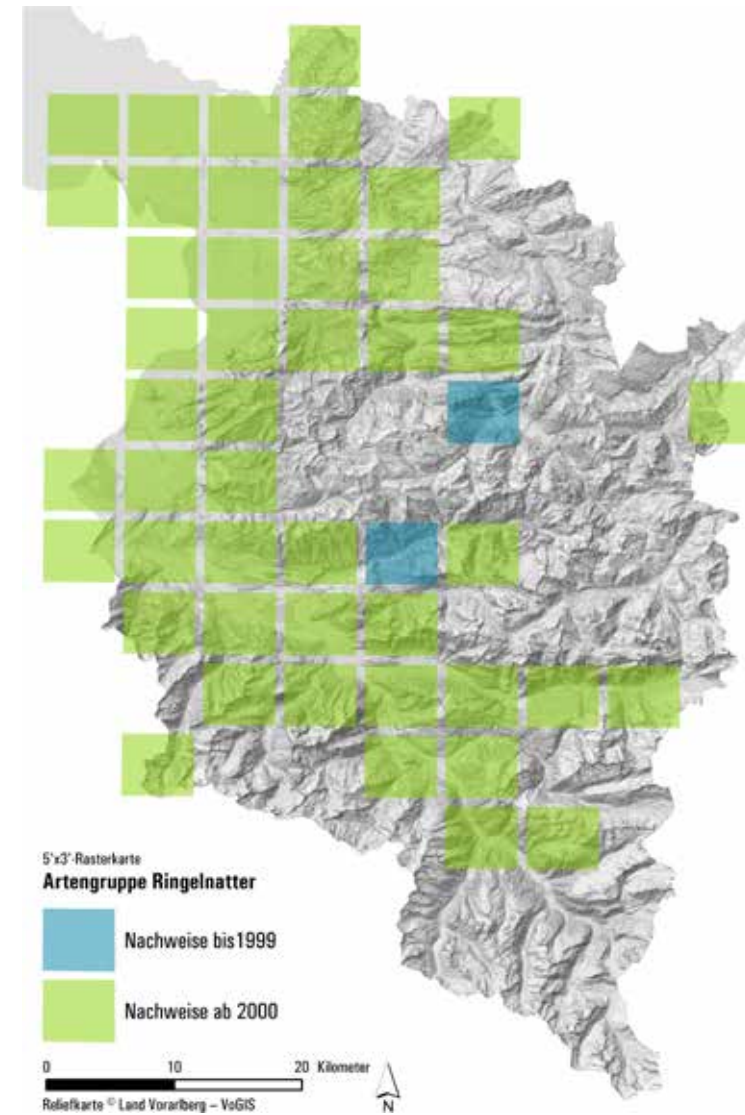 5'x3'-Rasterkarte
Artengruppe Ringelnatter
Nachweise bis1999
Nachweise ab 2000
0 10 20 Kilometer
Reliefkarte © Land Vorarlberg – VoGIS
N